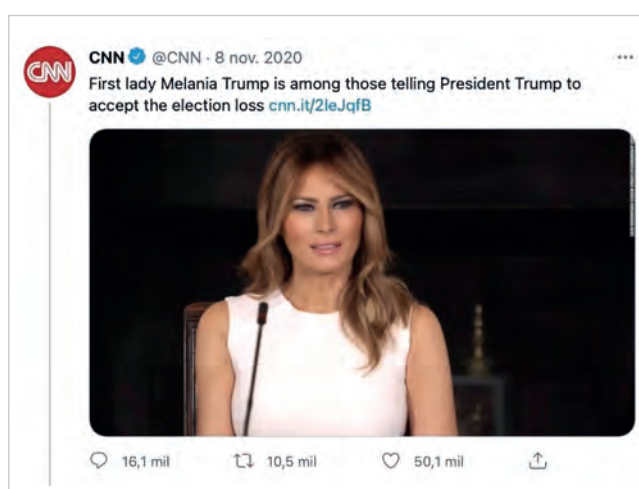 CNN
CNN @CNN · 8 nov. 2020
First lady Melania Trump is among those telling President Trump to
accept the election loss cnn.it/2IeJqfB
16,1 mil 10,5 mil 50,1 mil